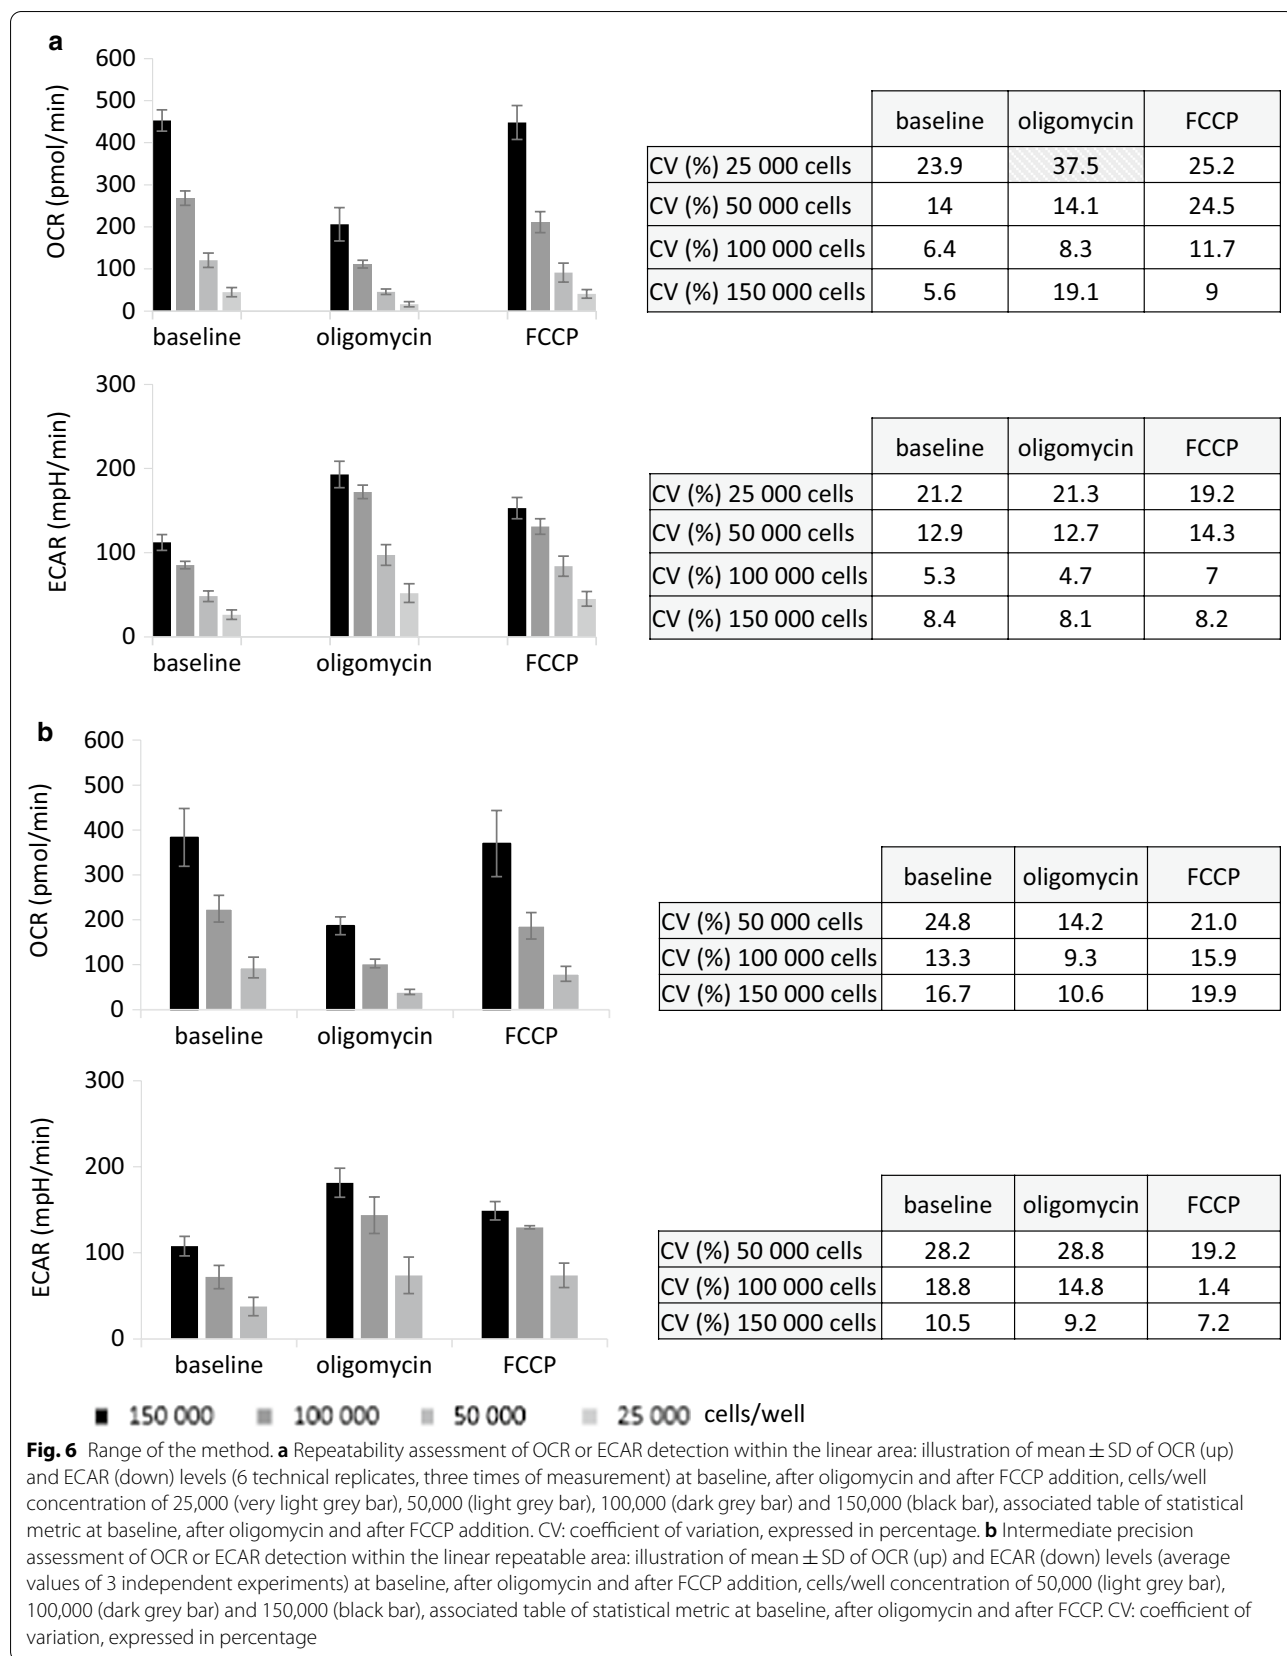 a
600
500
400
300
200
100
0
OCR (pmol/min)
baseline oligomycin FCCP
baseline oligomycin FCCP
CV (%) 25 000 cells 23.9 37.5 25.2
CV (%) 50 000 cells 14 14.1 24.5
CV (%) 100 000 cells 6.4 8.3 11.7
CV (%) 150 000 cells 5.6 19.1 9
300
200
100
0
ECAR (mpH/min)
baseline oligomycin FCCP
baseline oligomycin FCCP
CV (%) 25 000 cells 21.2 21.3 19.2
CV (%) 50 000 cells 12.9 12.7 14.3
CV (%) 100 000 cells 5.3 4.7 7
CV (%) 150 000 cells 8.4 8.1 8.2
b
600
500
400
300
200
100
0
OCR (pmol/min)
baseline oligomycin FCCP
baseline oligomycin FCCP
CV (%) 50 000 cells 24.8 14.2 21.0
CV (%) 100 000 cells 13.3 9.3 15.9
CV (%) 150 000 cells 16.7 10.6 19.9
300
200
100
0
ECAR (mpH/min)
baseline oligomycin FCCP
baseline oligomycin FCCP
CV (%) 50 000 cells 28.2 28.8 19.2
CV (%) 100 000 cells 18.8 14.8 1.4
CV (%) 150 000 cells 10.5 9.2 7.2
150 000 100 000 50 000 25 000 cells/well
Fig. 6 Range of the method. a Repeatability assessment of OCR or ECAR detection within the linear area: illustration of mean ± SD of OCR (up)
and ECAR (down) levels (6 technical replicates, three times of measurement) at baseline, after oligomycin and after FCCP addition, cells/well
concentration of 25,000 (very light grey bar), 50,000 (light grey bar), 100,000 (dark grey bar) and 150,000 (black bar), associated table of statistical
metric at baseline, after oligomycin and after FCCP addition. CV: coefficient of variation, expressed in percentage. b Intermediate precision
assessment of OCR or ECAR detection within the linear repeatable area: illustration of mean ± SD of OCR (up) and ECAR (down) levels (average
values of 3 independent experiments) at baseline, after oligomycin and after FCCP addition, cells/well concentration of 50,000 (light grey bar),
100,000 (dark grey bar) and 150,000 (black bar), associated table of statistical metric at baseline, after oligomycin and after FCCP. CV: coefficient of
variation, expressed in percentage